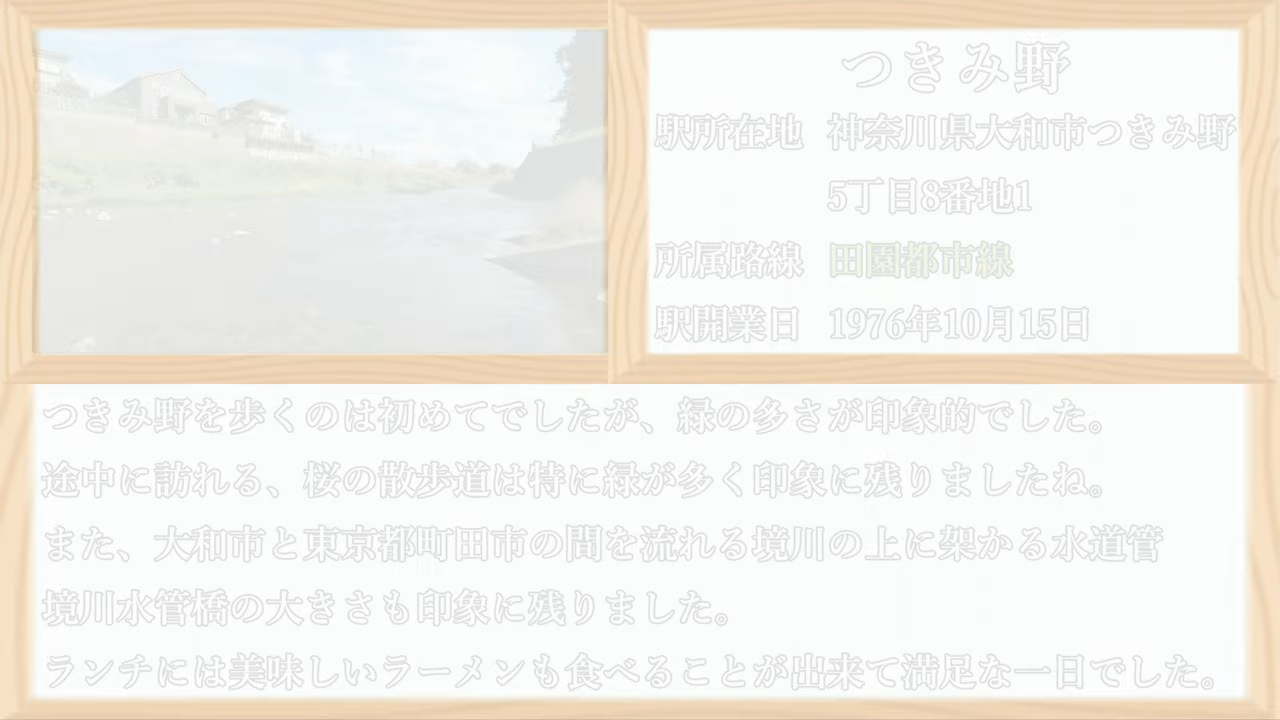 つきみ野
駅所在地 神奈川県大和市つきみ野
5丁目8番地1
所属路線 田園都市線
駅開業日 1976年10月15日
つきみ野を歩くのは初めてでしたが、緑の多さが印象的でした。
途中に訪れる、桜の散歩道は特に緑が多く印象に残りましたね。
また、大和市と東京都町田市の間を流れる境川の上に架かる水道管
境川水管橋の大きさも印象に残りました。
ランチには美味しいラーメンも食べることが出来て満足な一日でした。